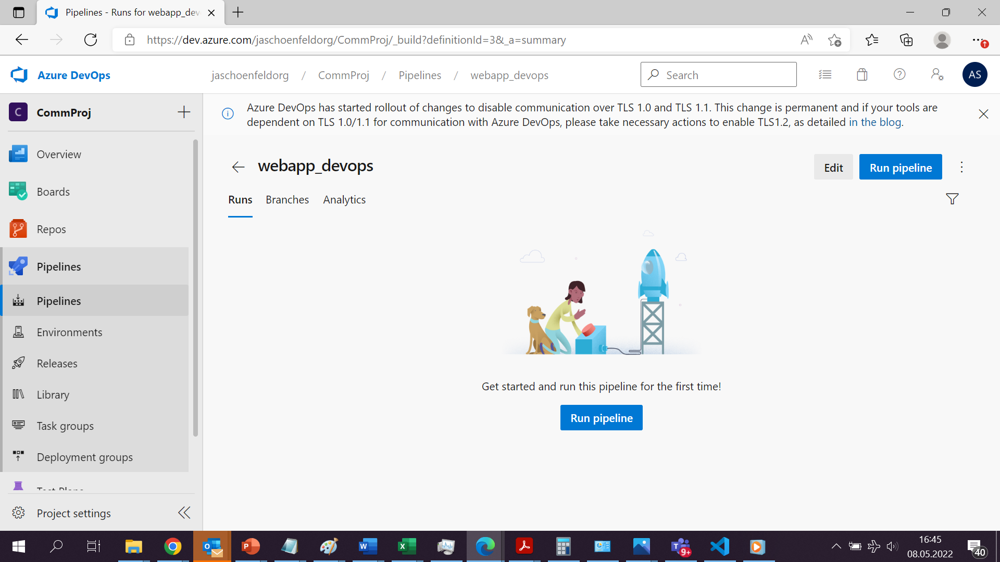 Pipelines - Runs for webapp_dev
https://dev.azure.com/jaschoenfeldorg/CommProj/_build?definitionId=3&_a=summary
Azure DevOps
jaschoenfeldorg / CommProj / Pipelines / webapp_devops
Search
AS
C CommProj
Azure DevOps has started rollout of changes to disable communication over TLS 1.0 and TLS 1.1. This change is permanent and if your tools are
dependent on TLS 1.0/1.1 for communication with Azure DevOps, please take necessary actions to enable TLS1.2, as detailed in the blog.
Overview
Boards
Repos
Pipelines
Pipelines
Environments
Releases
Library
Task groups
Deployment groups
Test Plans
Project settings
webapp_devops
Edit
Run pipeline
Runs Branches Analytics
Get started and run this pipeline for the first time!
Run pipeline
9+
16:45
08.05.2022
40